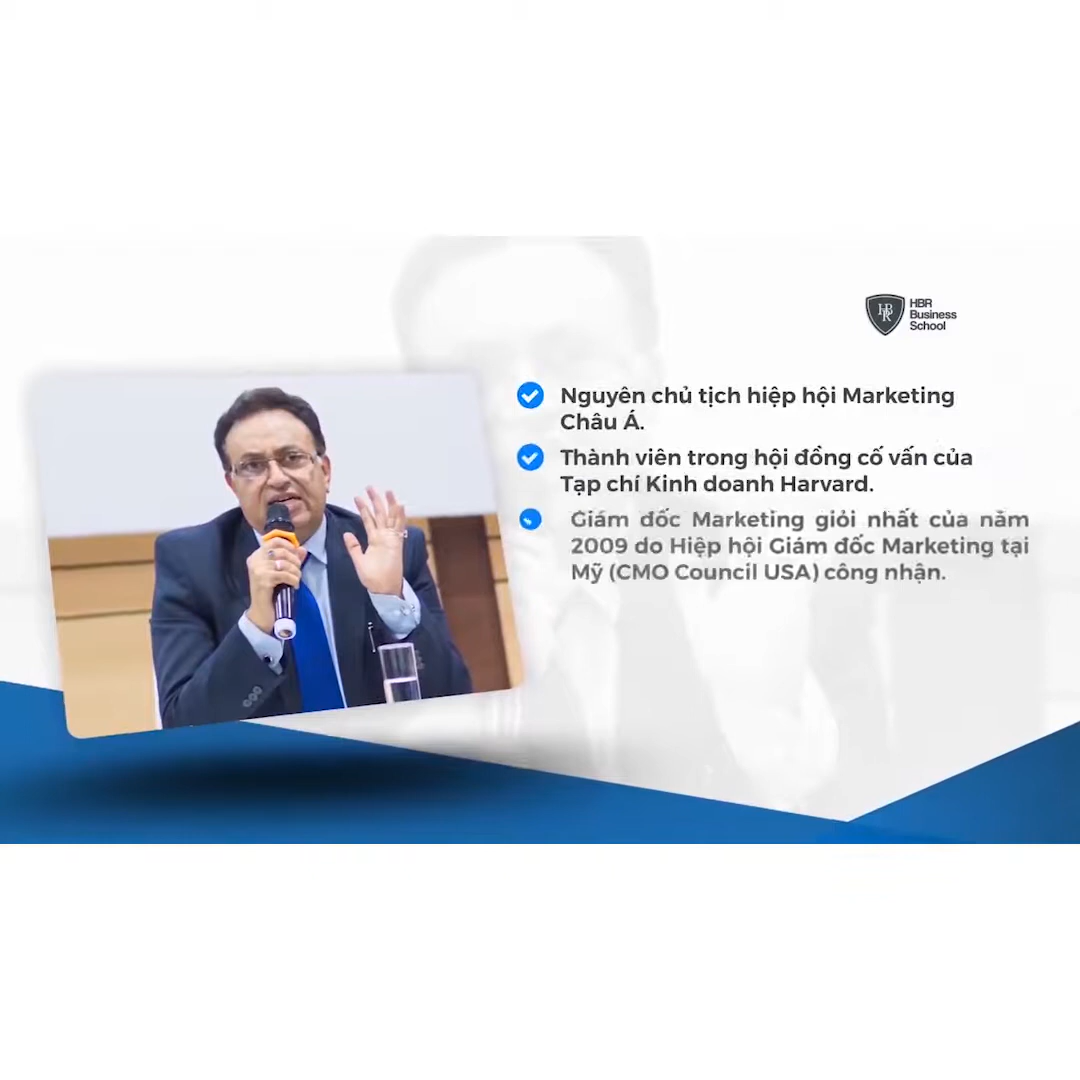 HBR
Business
School
Nguyên chủ tịch hiệp hội Marketing
Châu Á.
Thành viên trong hội đồng cố vấn của
Tạp chí Kinh doanh Harvard.
Giám đốc Marketing giỏi nhất của năm
2009 do Hiệp hội Giám đốc Marketing tại
Mỹ (CMO Council USA) công nhận.